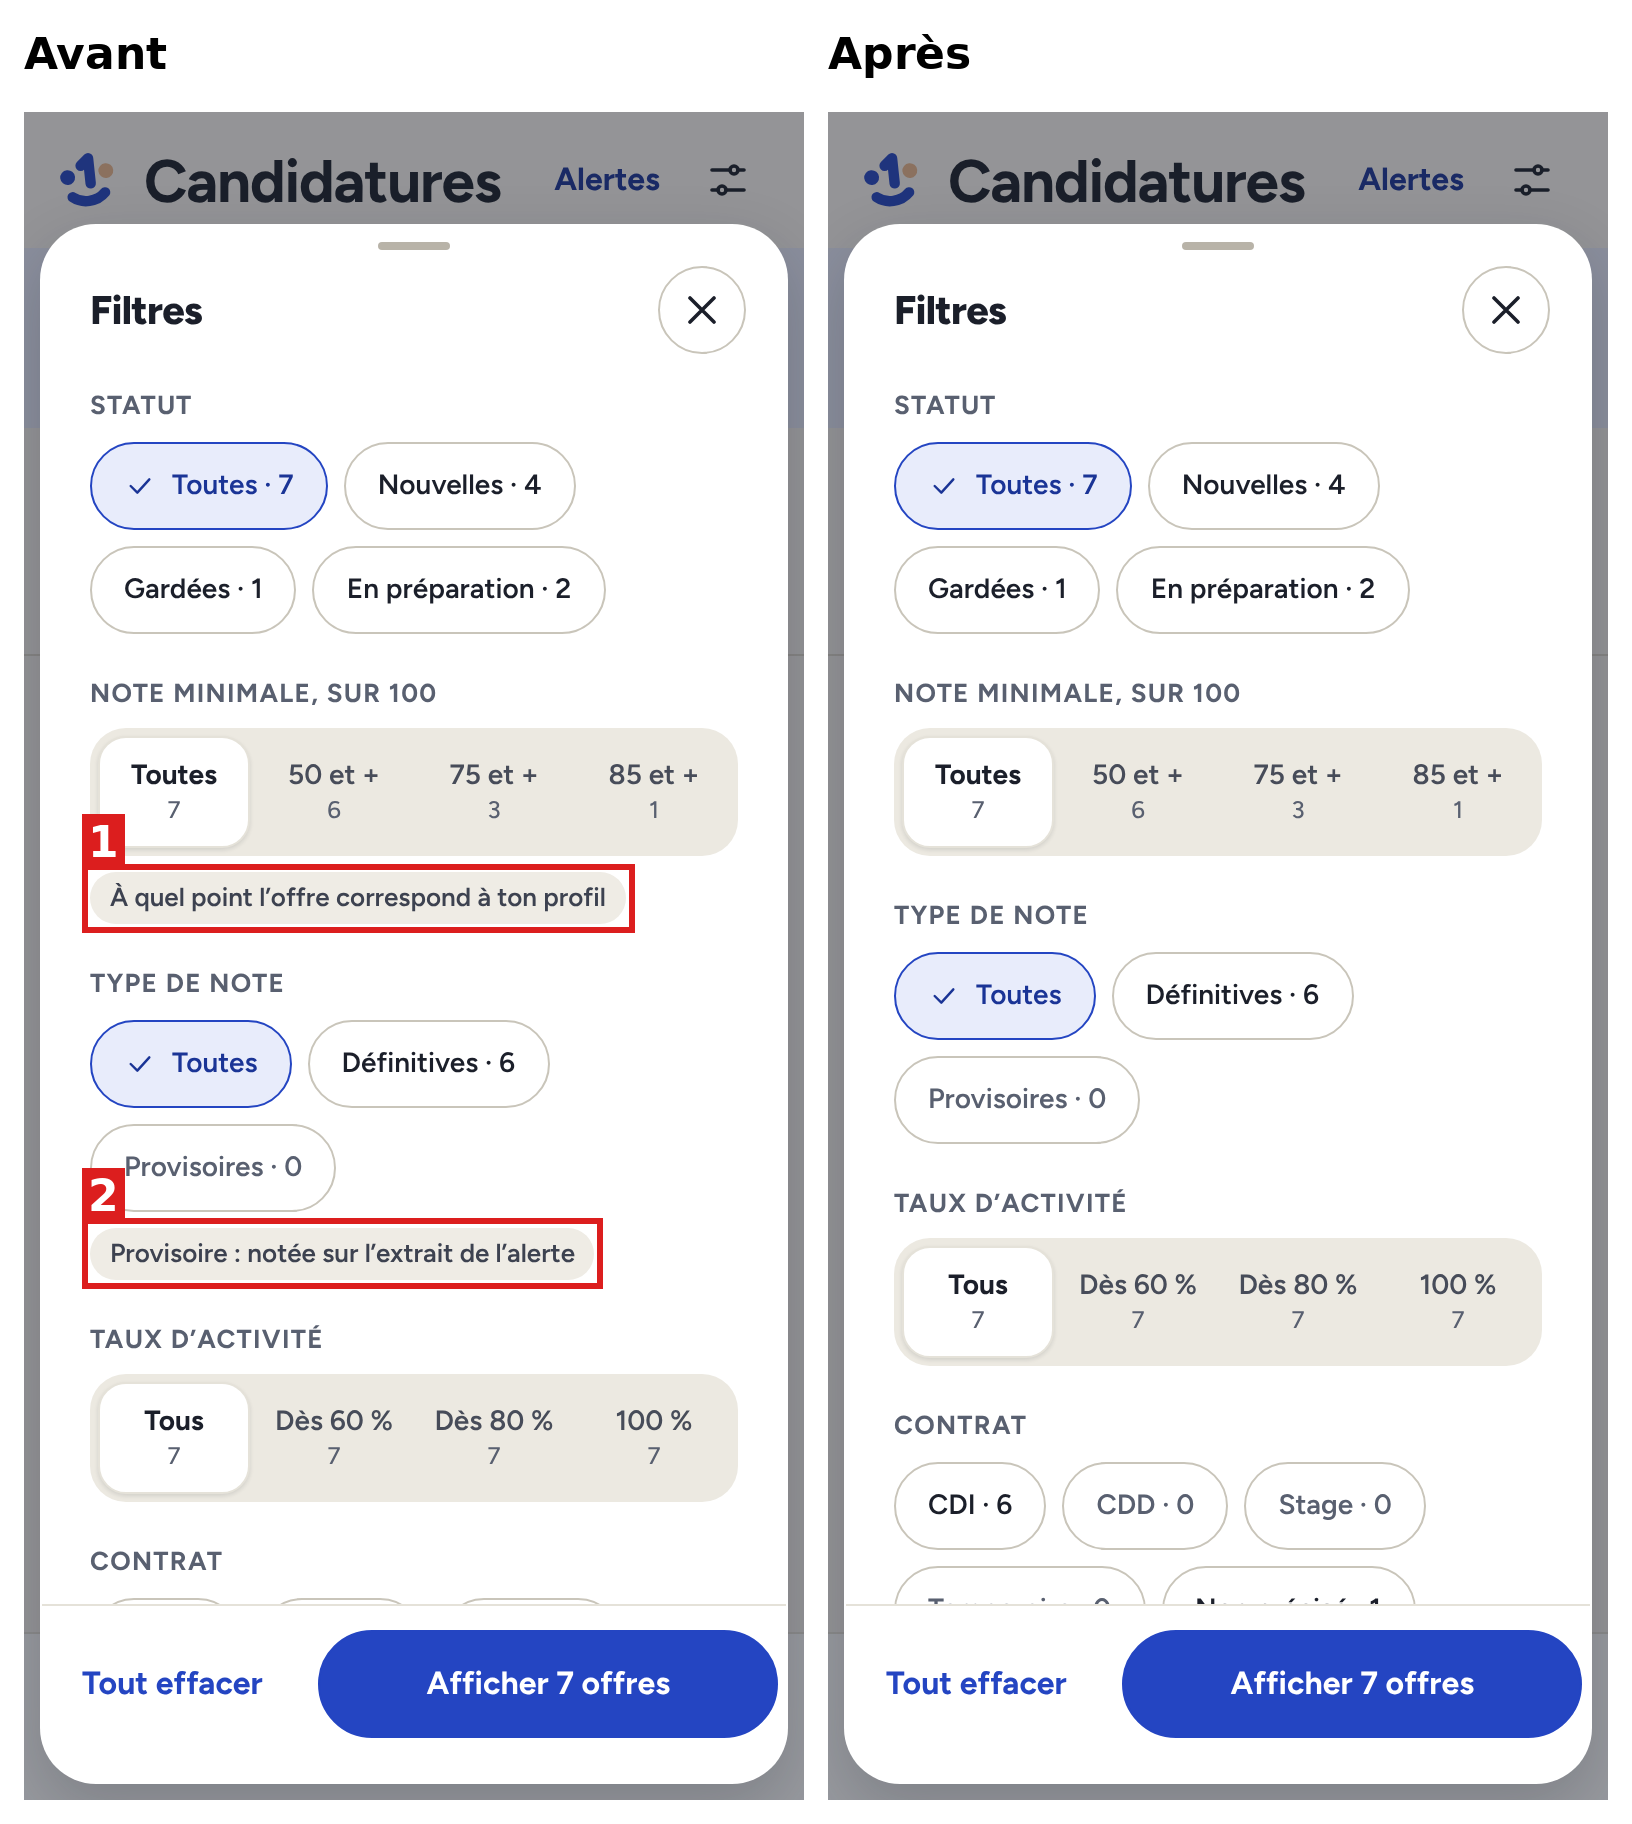 Avant
Candidatures
Alertes
Filtres
STATUT
Toutes · 7
Nouvelles · 4
Gardées · 1
En préparation · 2
NOTE MINIMALE, SUR 100
Toutes 50 et + 75 et + 85 et +
7 6 3 1
1
À quel point l’offre correspond à ton profil
TYPE DE NOTE
Toutes
Définitives · 6
Provisoires · 0
2
Provisoire : notée sur l’extrait de l’alerte
TAUX D’ACTIVITÉ
Tous Dès 60 % Dès 80 % 100 %
7 7 7 7
CONTRAT
Tout effacer
Afficher 7 offres
Après
Candidatures
Alertes
Filtres
STATUT
Toutes · 7
Nouvelles · 4
Gardées · 1
En préparation · 2
NOTE MINIMALE, SUR 100
Toutes 50 et + 75 et + 85 et +
7 6 3 1
TYPE DE NOTE
Toutes
Définitives · 6
Provisoires · 0
TAUX D’ACTIVITÉ
Tous Dès 60 % Dès 80 % 100 %
7 7 7 7
CONTRAT
CDI · 6
CDD · 0
Stage · 0
Tout effacer
Afficher 7 offres